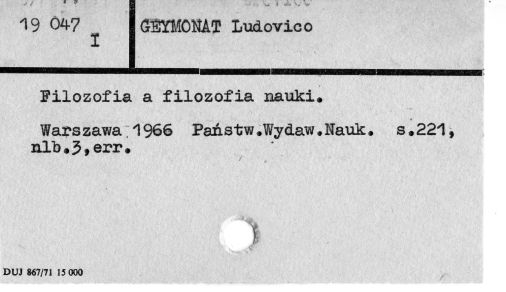 19 047
I
GEYMONAT Ludovico
Filozofia a filozofia nauki.
Warszawa 1966 Państw.Wydaw.Nauk. s.221,
nlb.3,err.
DUJ 867/71 15 000